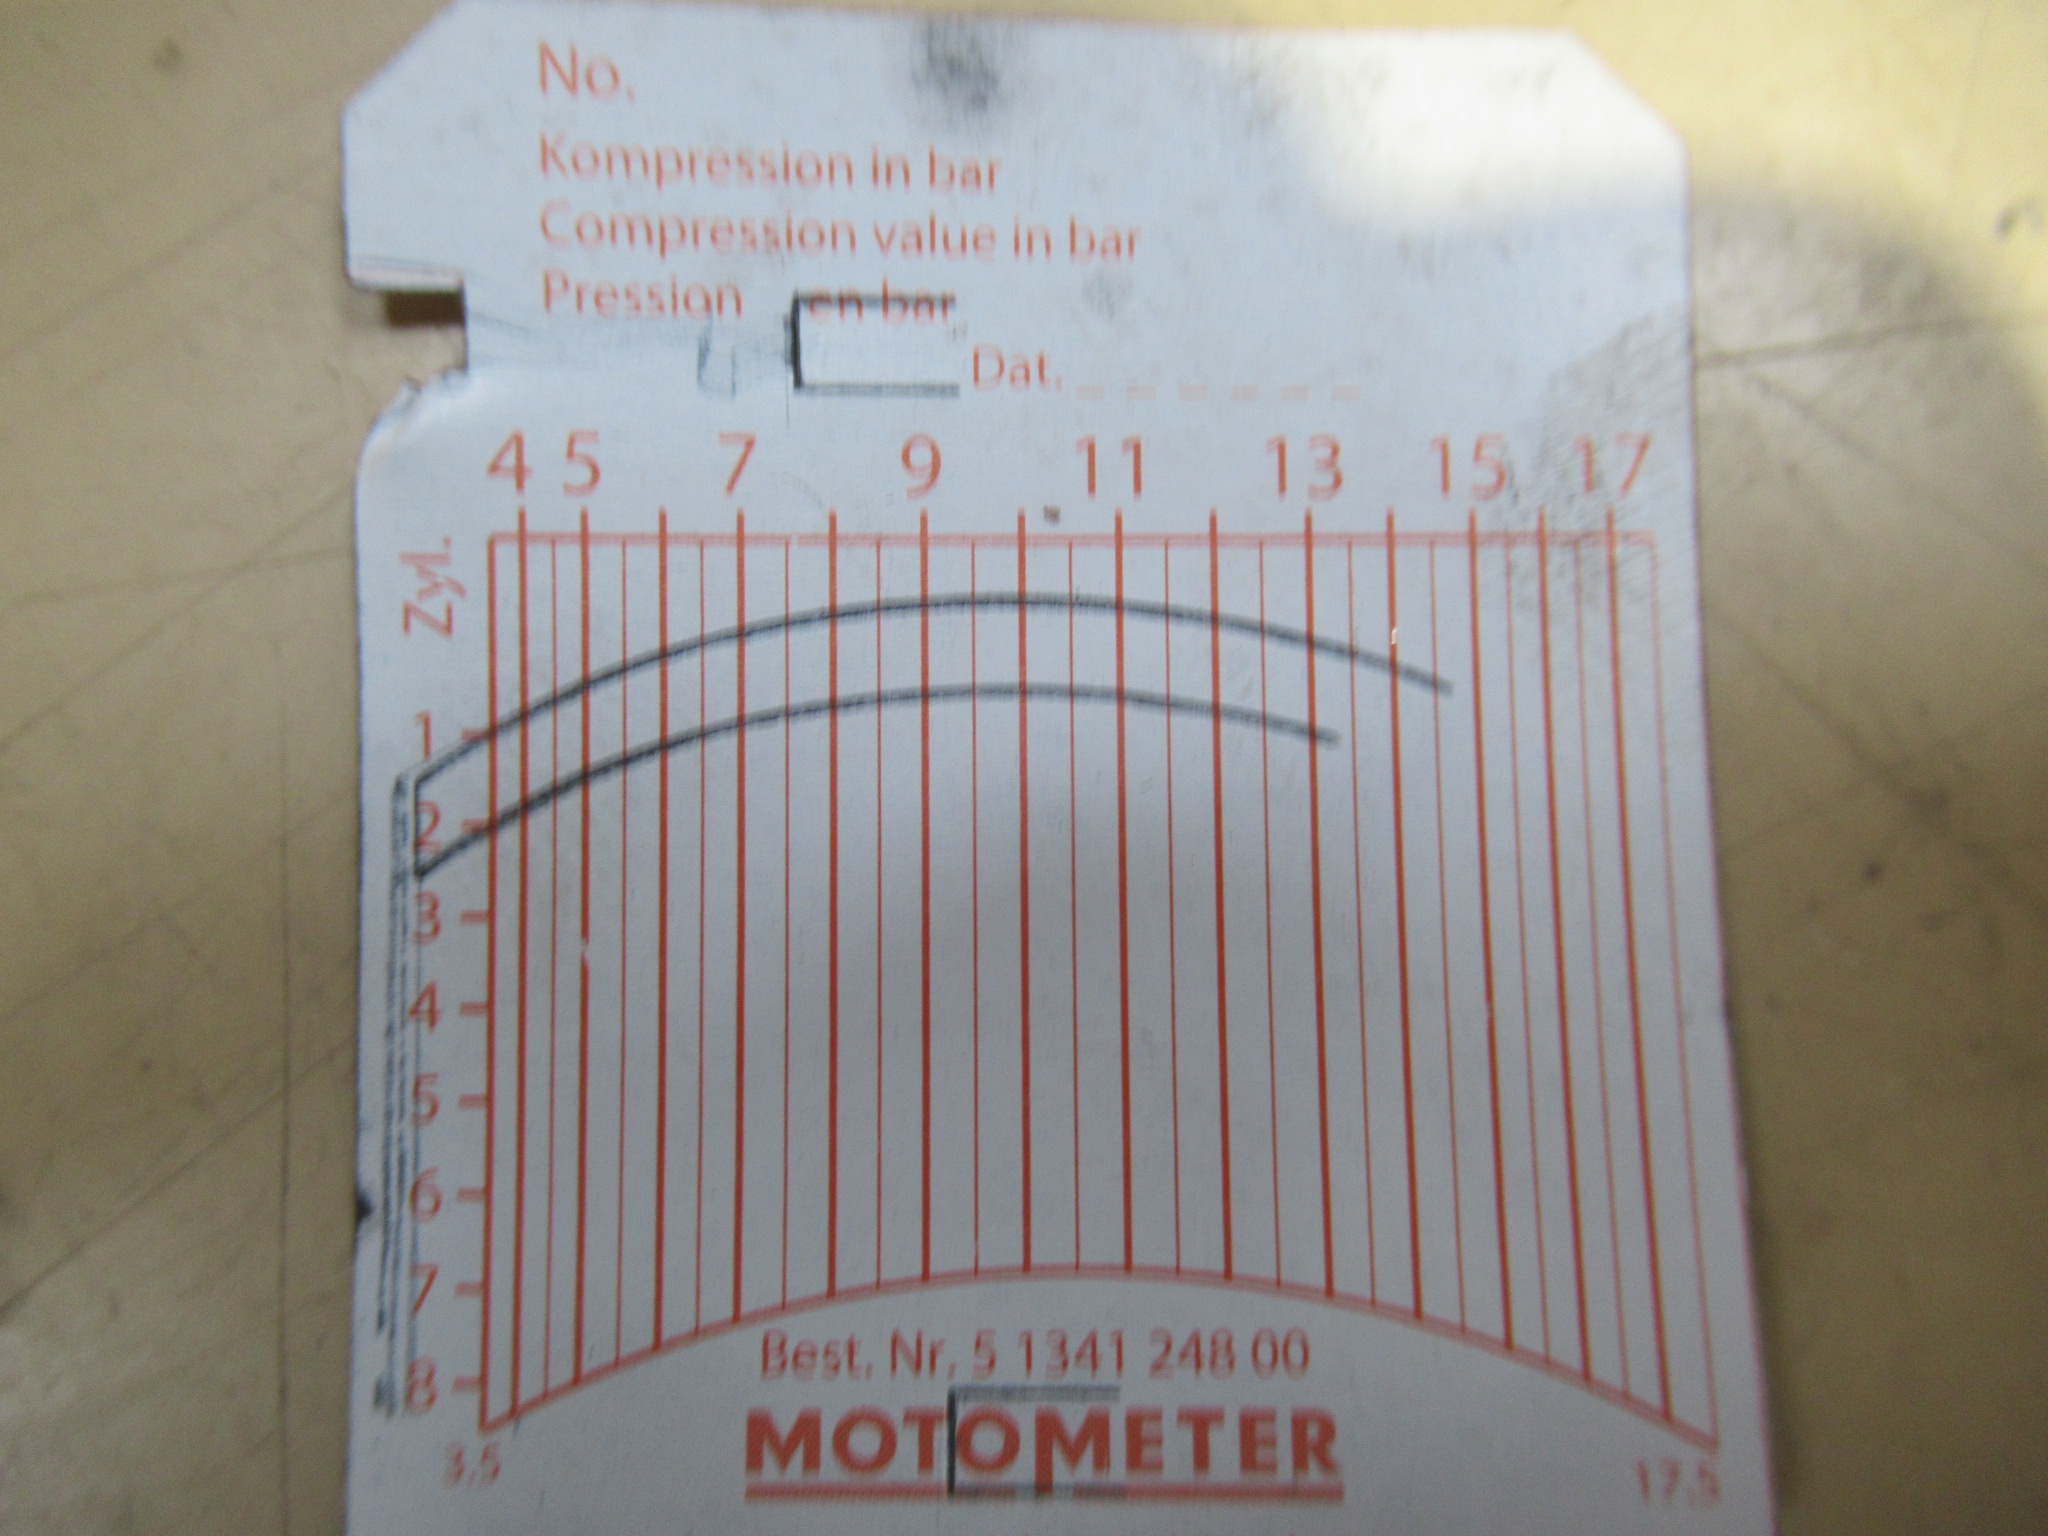 No.
Kompression in bar
Compression value in bar
Pression en bar
Dat.
4 5 7 9 11 13 15 17
Zyl.
1
2
3
4
5
6
7
8
Best. Nr. 5 1341 248 00
MOTOMETER
3.5 17.5